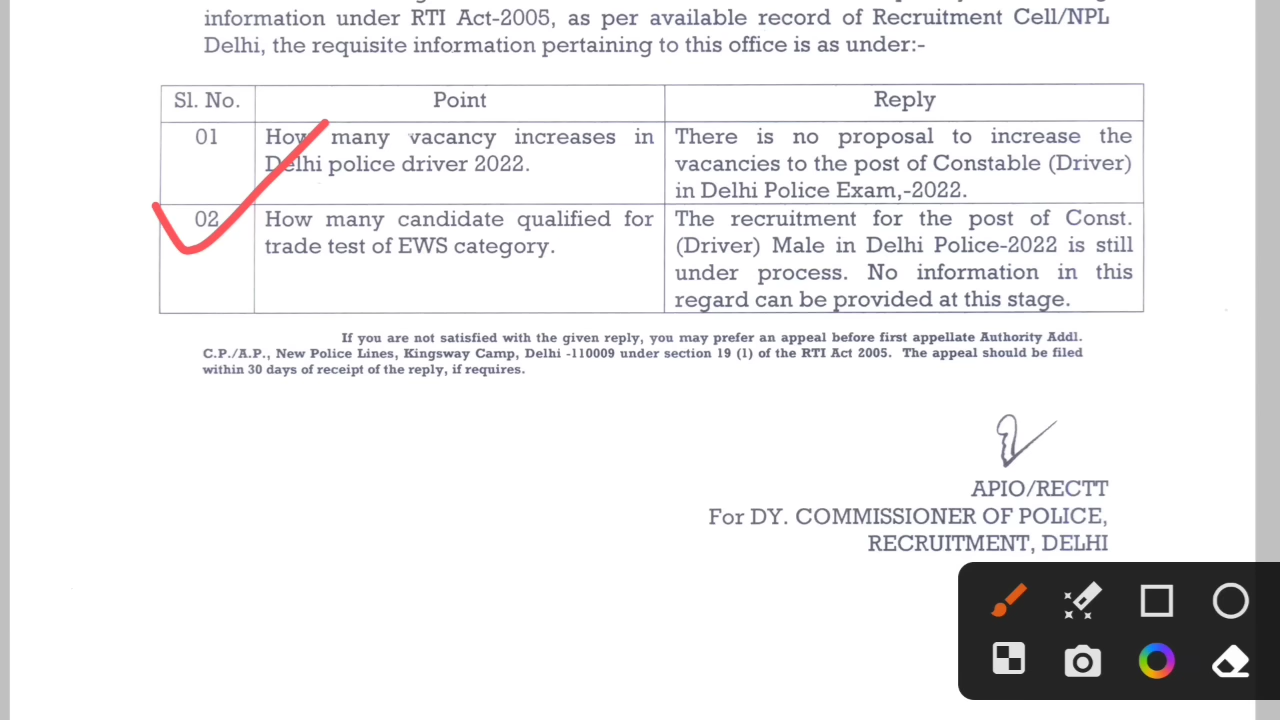 information under RTI Act-2005, as per available record of Recruitment Cell/NPL
Delhi, the requisite information pertaining to this office is as under:-
Sl. No. Point Reply
01 How many vacancy increases in There is no proposal to increase the
Delhi police driver 2022. vacancies to the post of Constable (Driver)
in Delhi Police Exam,-2022.
02 How many candidate qualified for The recruitment for the post of Const.
trade test of EWS category. (Driver) Male in Delhi Police-2022 is still
under process. No information in this
regard can be provided at this stage.
If you are not satisfied with the given reply, you may prefer an appeal before first appellate Authority Addl.
C.P./A.P., New Police Lines, Kingsway Camp, Delhi -110009 under section 19 (1) of the RTI Act 2005. The appeal should be filed
within 30 days of receipt of the reply, if requires.
APIO/RECTT
For DY. COMMISSIONER OF POLICE,
RECRUITMENT, DELHI